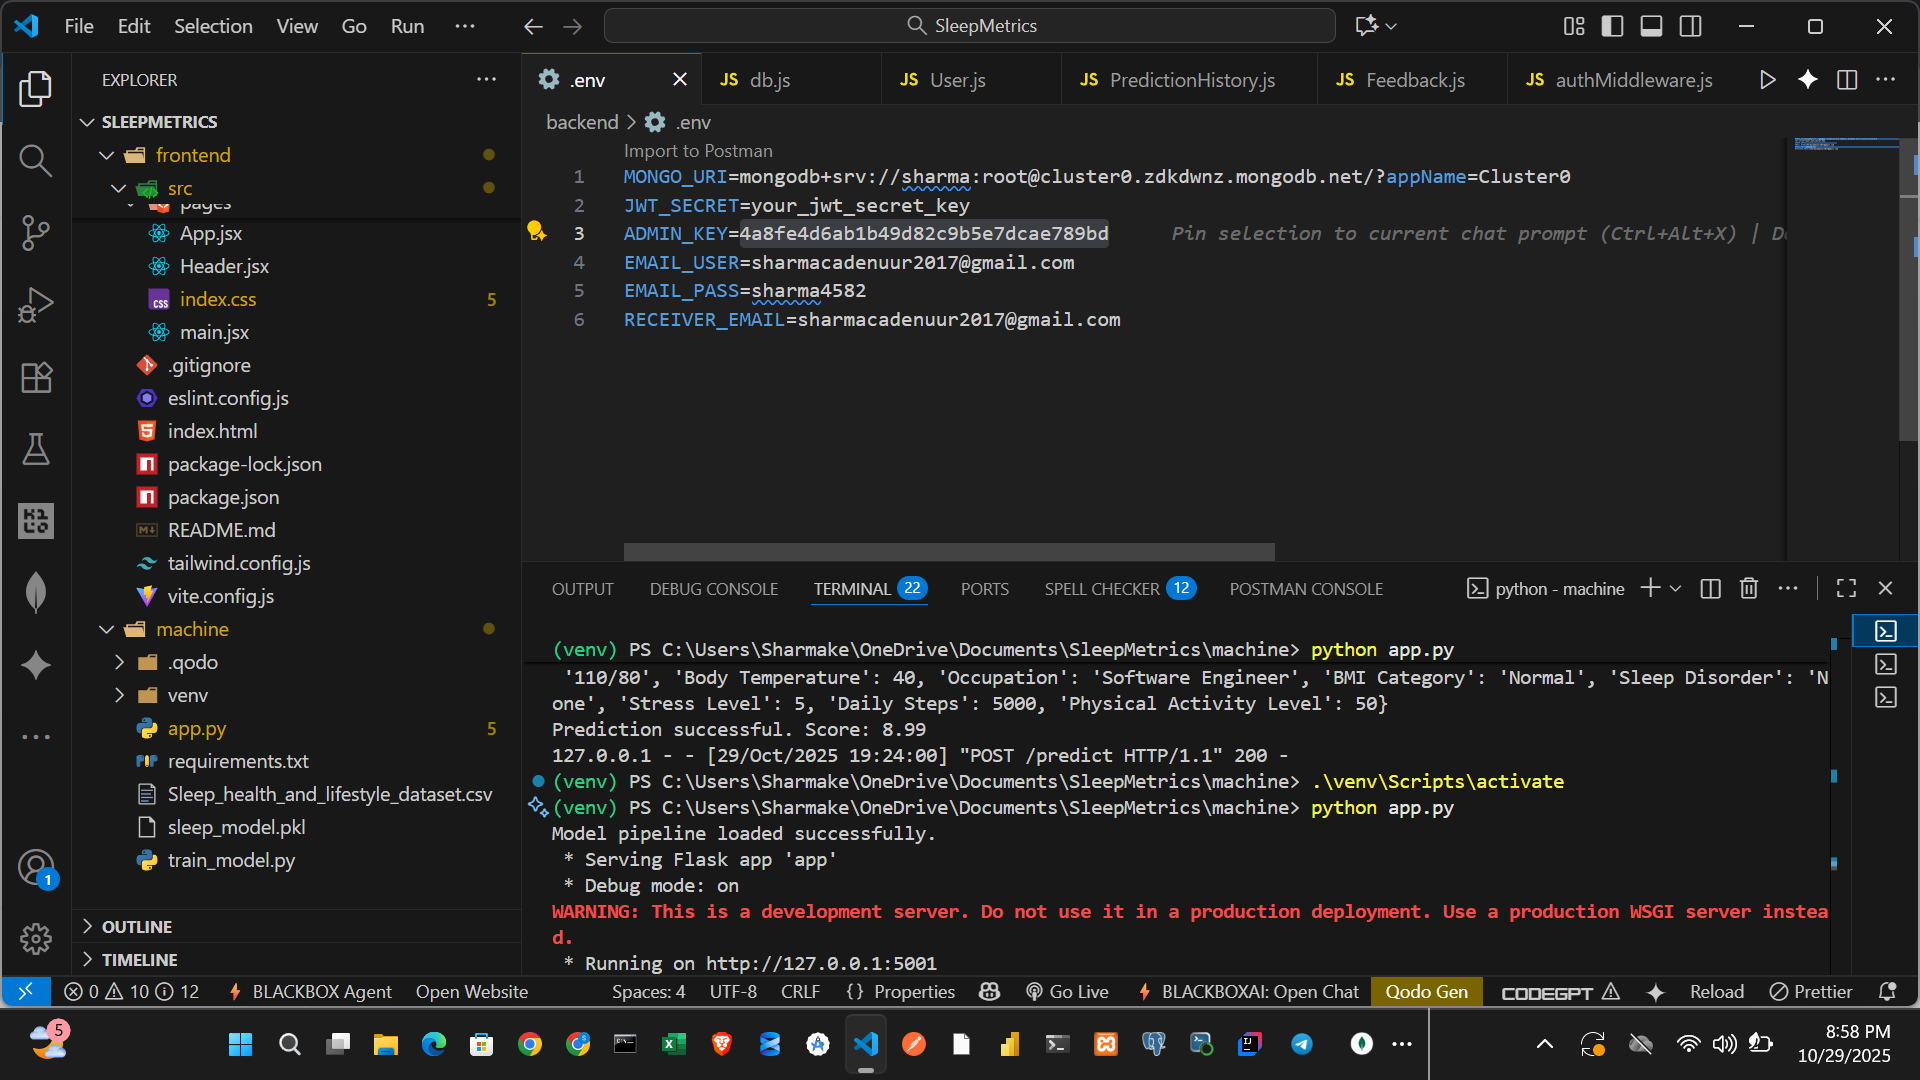 File Edit Selection View Go Run
SleepMetrics
EXPLORER
SLEEPMETRICS
frontend
src
pages
App.jsx
Header.jsx
index.css 5
main.jsx
.gitignore
eslint.config.js
index.html
package-lock.json
package.json
README.md
tailwind.config.js
vite.config.js
machine
.qodo
venv
app.py 5
requirements.txt
Sleep_health_and_lifestyle_dataset.csv
sleep_model.pkl
train_model.py
OUTLINE
TIMELINE
.env
JS db.js
JS User.js
JS PredictionHistory.js
JS Feedback.js
JS authMiddleware.js
backend > .env
Import to Postman
1 MONGO_URI=mongodb+srv://sharma:root@cluster0.zdkdwnz.mongodb.net/?appName=Cluster0
2 JWT_SECRET=your_jwt_secret_key
3 ADMIN_KEY=4a8fe4d6ab1b49d82c9b5e7dcae789bd Pin selection to current chat prompt (Ctrl+Alt+X) |
4 EMAIL_USER=sharmacadenuur2017@gmail.com
5 EMAIL_PASS=sharma4582
6 RECEIVER_EMAIL=sharmacadenuur2017@gmail.com
OUTPUT DEBUG CONSOLE TERMINAL 22 PORTS SPELL CHECKER 12 POSTMAN CONSOLE
python - machine
(venv) PS C:\Users\Sharmake\OneDrive\Documents\SleepMetrics\machine> python app.py
'110/80', 'Body Temperature': 40, 'Occupation': 'Software Engineer', 'BMI Category': 'Normal', 'Sleep Disorder': 'N
one', 'Stress Level': 5, 'Daily Steps': 5000, 'Physical Activity Level': 50}
Prediction successful. Score: 8.99
127.0.0.1 - - [29/Oct/2025 19:24:00] "POST /predict HTTP/1.1" 200 -
(venv) PS C:\Users\Sharmake\OneDrive\Documents\SleepMetrics\machine> .\venv\Scripts\activate
(venv) PS C:\Users\Sharmake\OneDrive\Documents\SleepMetrics\machine> python app.py
Model pipeline loaded successfully.
* Serving Flask app 'app'
* Debug mode: on
WARNING: This is a development server. Do not use it in a production deployment. Use a production WSGI server instea
d.
* Running on http://127.0.0.1:5001
1
0 10 12 BLACKBOX Agent Open Website Spaces: 4 UTF-8 CRLF {} Properties Go Live BLACKBOXAI: Open Chat Qodo Gen CODEGPT Reload Prettier
5
8:58 PM
10/29/2025